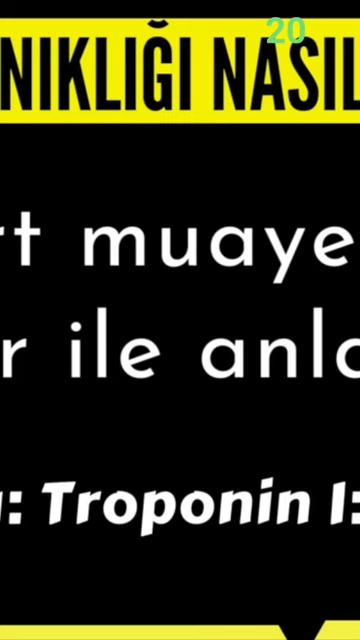 20
NIKLIĞI NASIL
rt muaye
r ile anla
: Troponin I: